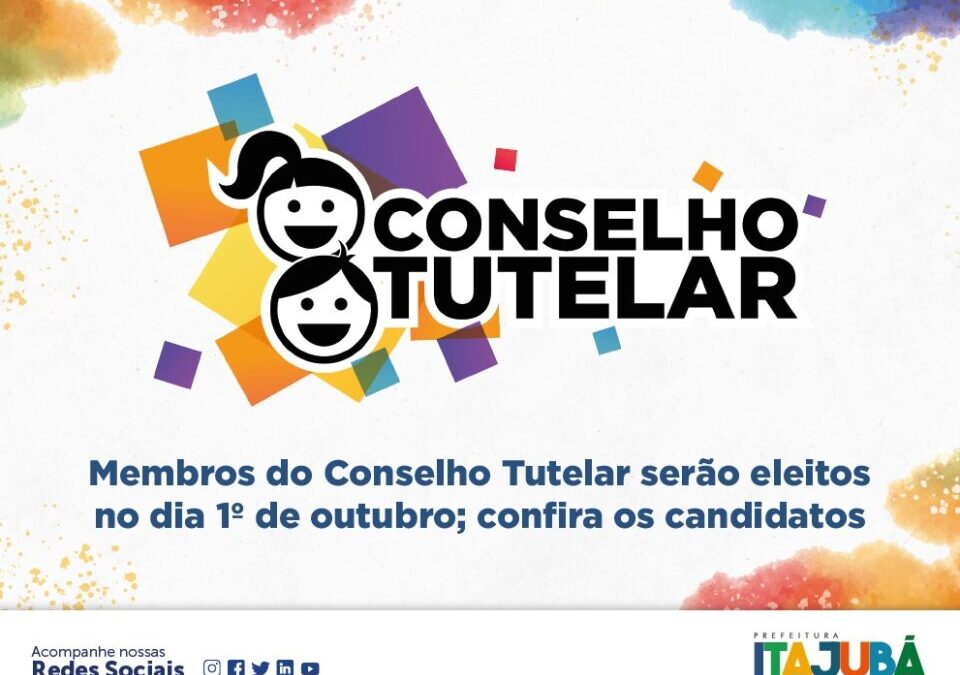 CONSELHO
TUTELAR
Membros do Conselho Tutelar serão eleitos
no dia 1º de outubro; confira os candidatos
Acompanhe nossas
Redes Sociais
PREFEITURA
ITAJUBÁ